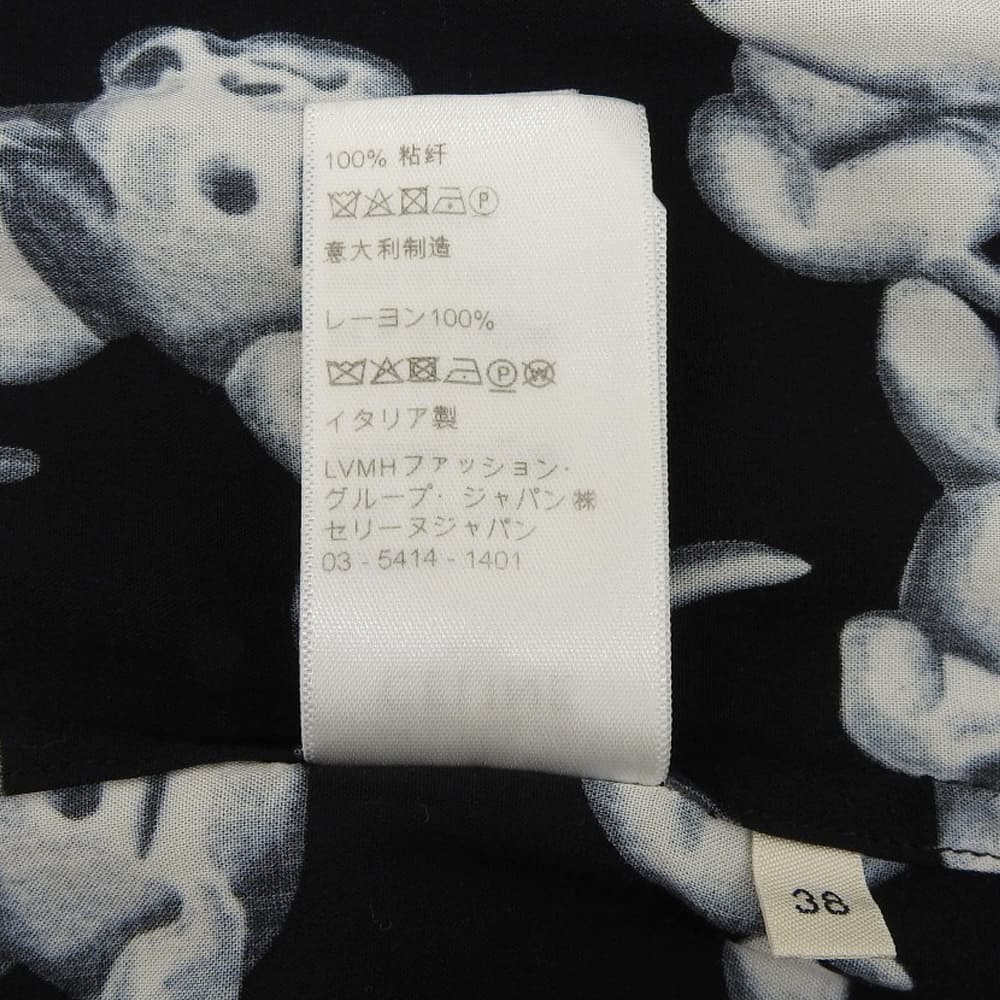 100% 粘纤
意大利制造
レーヨン100%
イタリア製
LVMHファッション・
グループ・ジャパン㈱
セリーヌジャパン
03 - 5414 - 1401
38